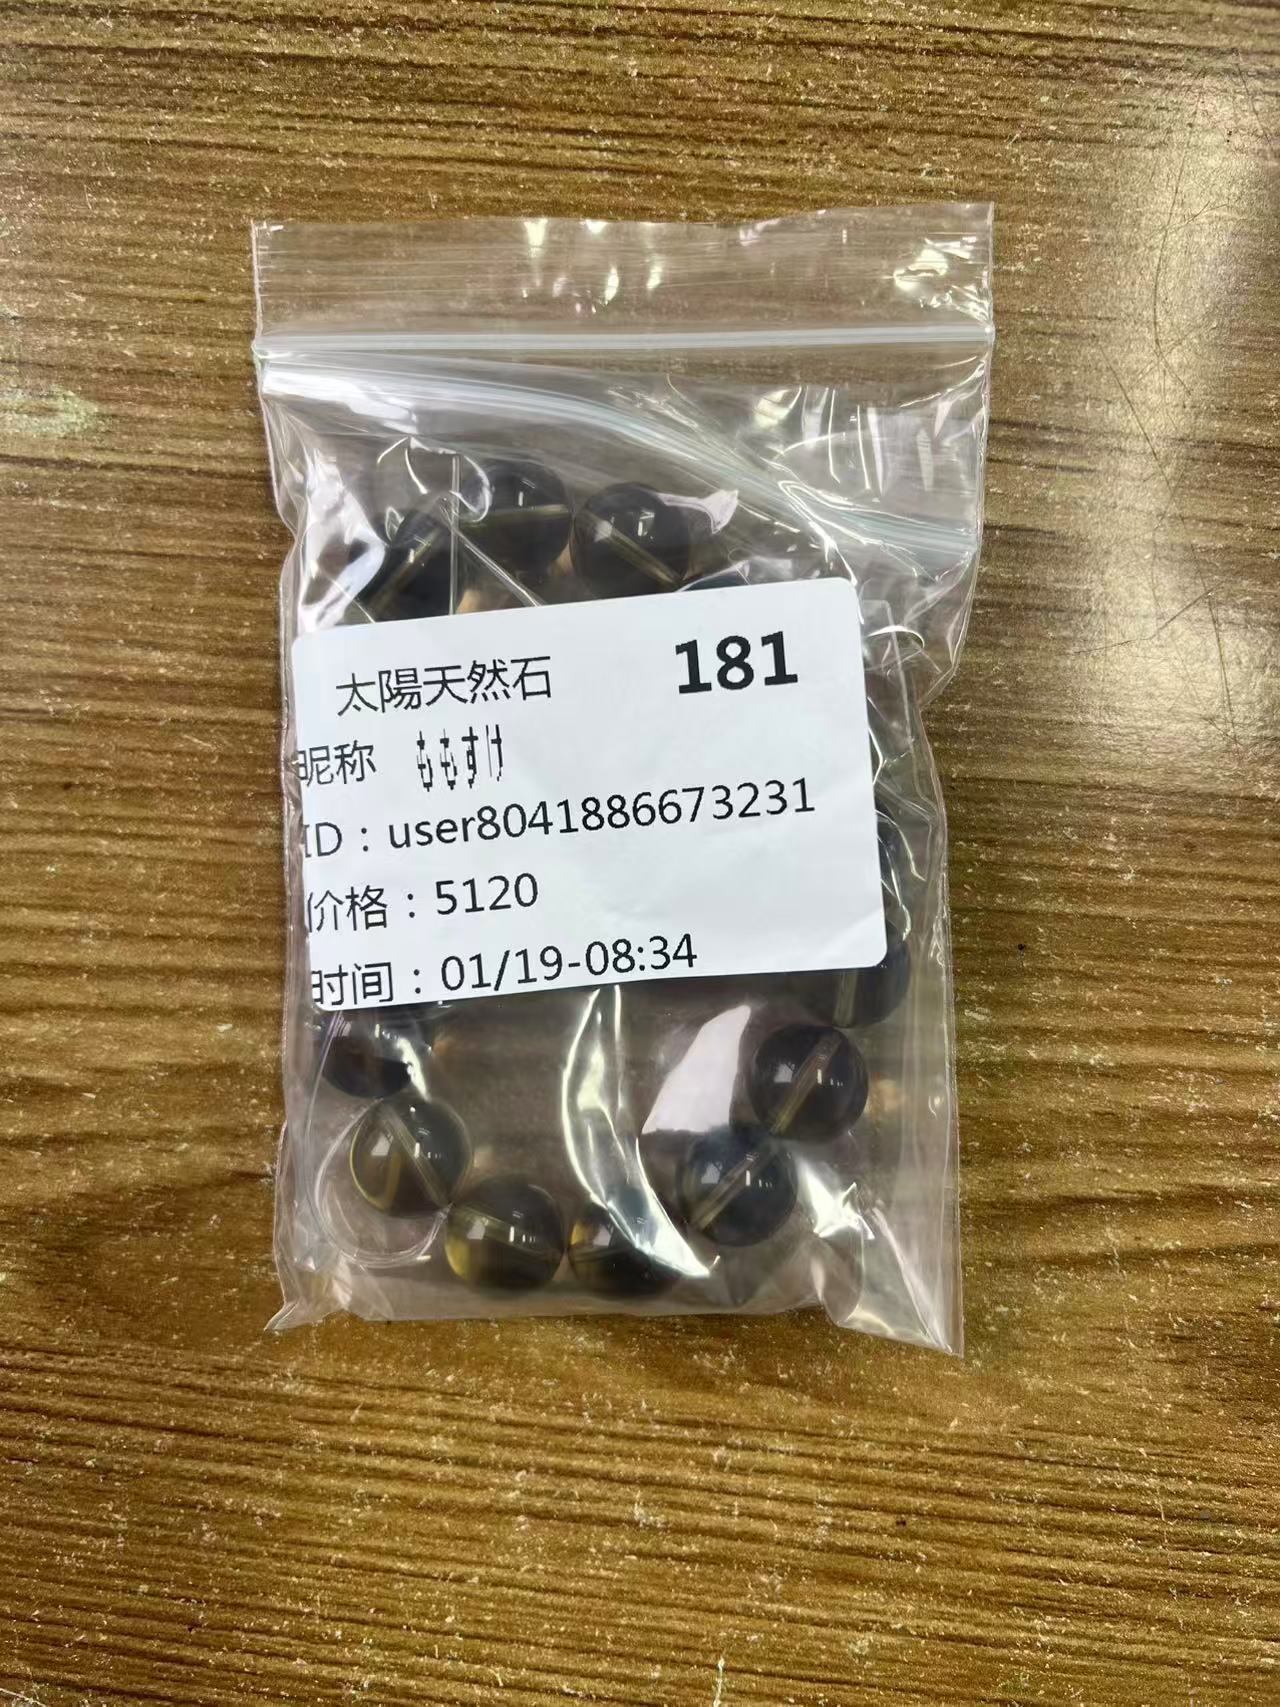 太陽天然石 181
昵称 ももすけ
ID：user8041886673231
价格：5120
时间：01/19-08:34